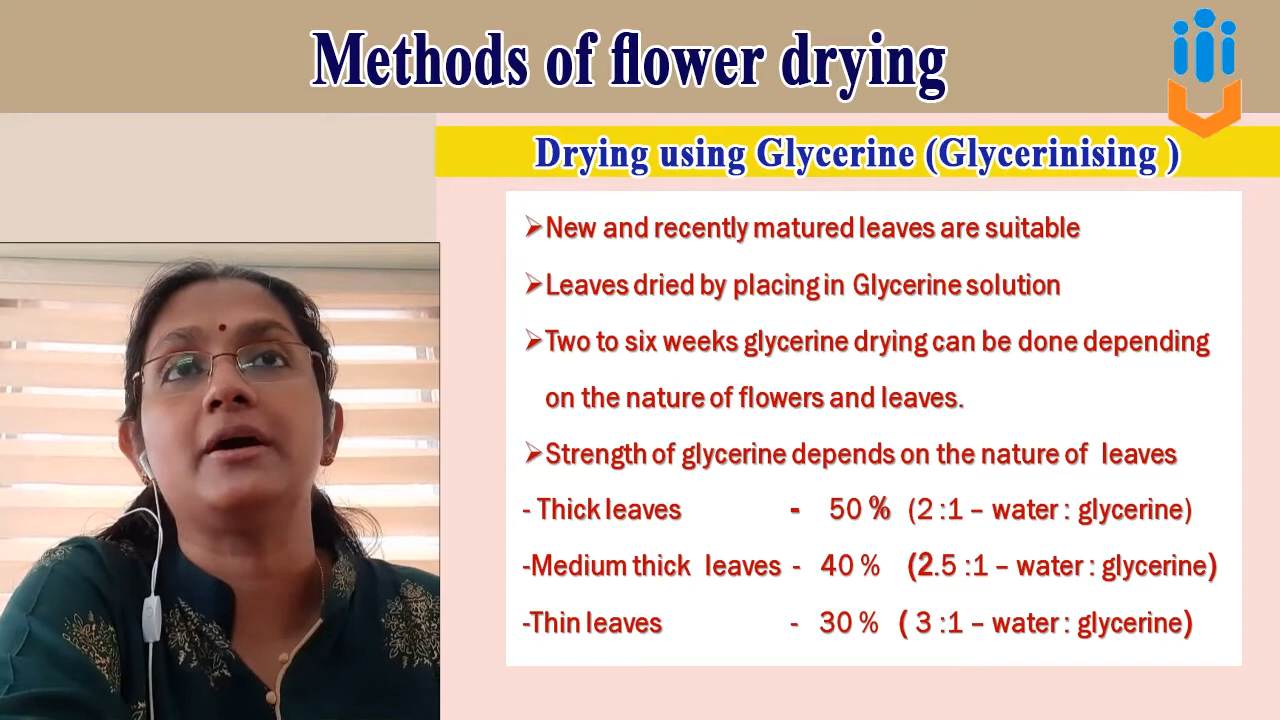 Methods of flower drying
Drying using Glycerine (Glycerinising )
➢New and recently matured leaves are suitable
➢Leaves dried by placing in Glycerine solution
➢Two to six weeks glycerine drying can be done depending
on the nature of flowers and leaves.
➢Strength of glycerine depends on the nature of leaves
- Thick leaves - 50 % (2 :1 – water : glycerine)
-Medium thick leaves - 40 % (2.5 :1 – water : glycerine)
-Thin leaves - 30 % ( 3 :1 – water : glycerine)